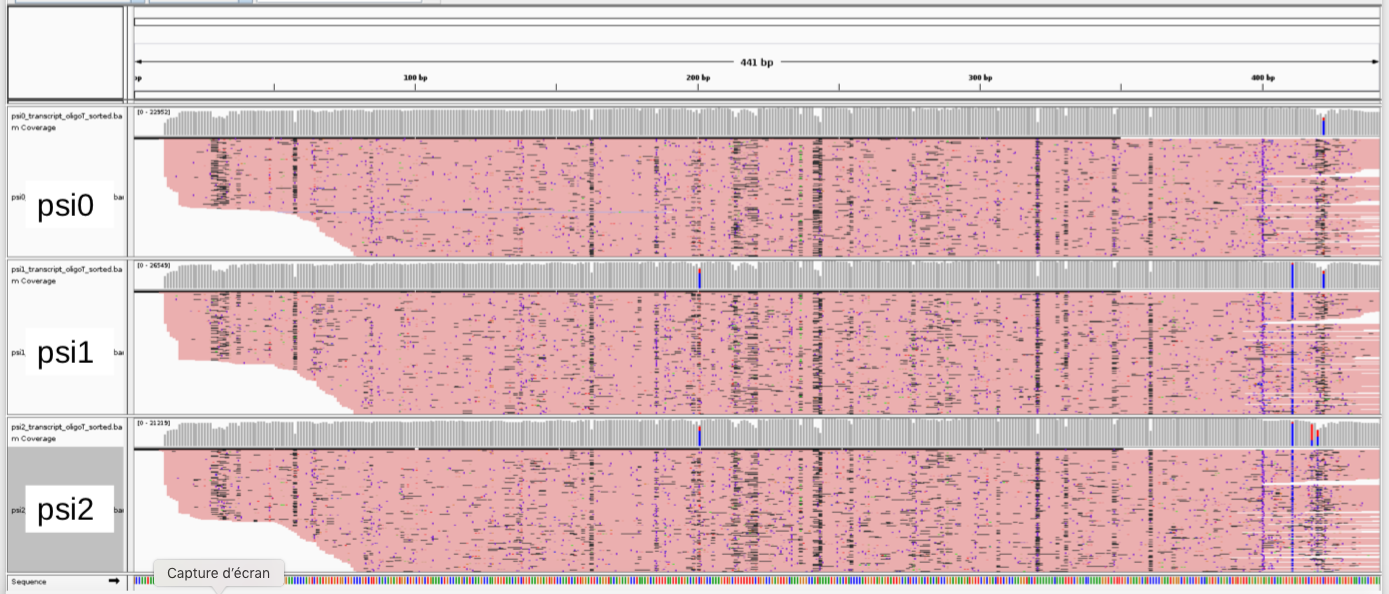 441 bp
100 bp
200 bp
300 bp
400 bp
psi0_transcript_oligoT_sorted.ba
m Coverage
[0 - 22952]
psi0
psi1_transcript_oligoT_sorted.ba
m Coverage
[0 - 26549]
psi1
psi2_transcript_oligoT_sorted.ba
m Coverage
[0 - 21219]
psi2
Sequence
Capture d'écran